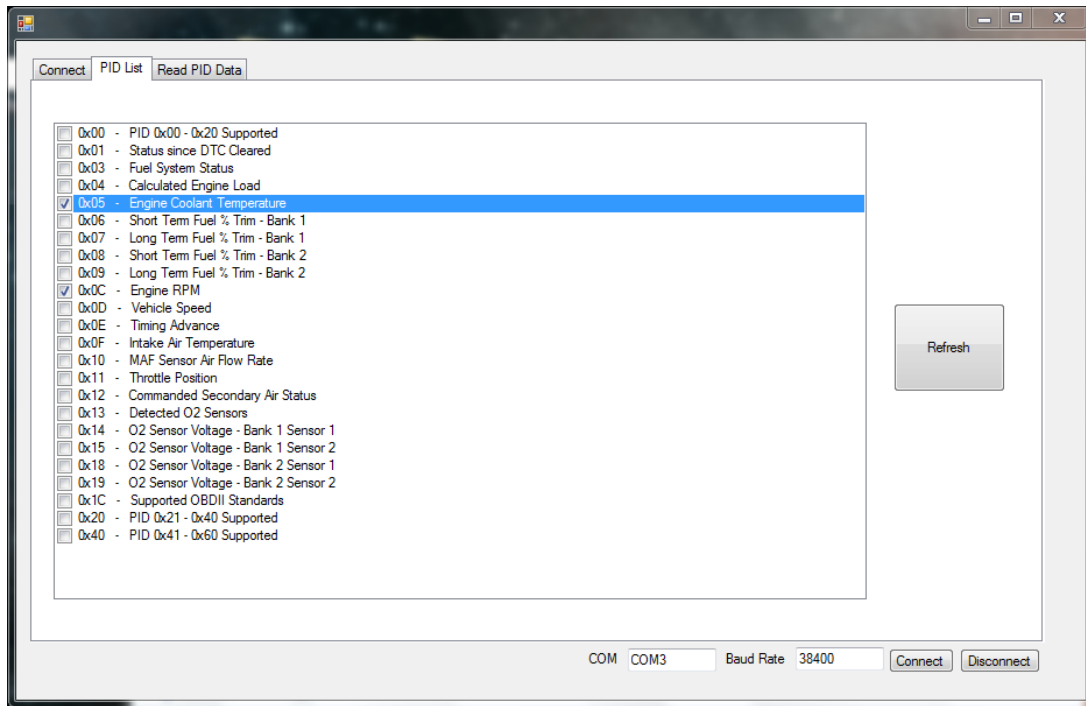 Connect PID List Read PID Data
0x00 - PID 0x00 - 0x20 Supported
0x01 - Status since DTC Cleared
0x03 - Fuel System Status
0x04 - Calculated Engine Load
0x05 - Engine Coolant Temperature
0x06 - Short Term Fuel % Trim - Bank 1
0x07 - Long Term Fuel % Trim - Bank 1
0x08 - Short Term Fuel % Trim - Bank 2
0x09 - Long Term Fuel % Trim - Bank 2
0x0C - Engine RPM
0x0D - Vehicle Speed
0x0E - Timing Advance
0x0F - Intake Air Temperature
0x10 - MAF Sensor Air Flow Rate
0x11 - Throttle Position
0x12 - Commanded Secondary Air Status
0x13 - Detected O2 Sensors
0x14 - O2 Sensor Voltage - Bank 1 Sensor 1
0x15 - O2 Sensor Voltage - Bank 1 Sensor 2
0x18 - O2 Sensor Voltage - Bank 2 Sensor 1
0x19 - O2 Sensor Voltage - Bank 2 Sensor 2
0x1C - Supported OBDII Standards
0x20 - PID 0x21 - 0x40 Supported
0x40 - PID 0x41 - 0x60 Supported
Refresh
COM COM3 Baud Rate 38400 Connect Disconnect